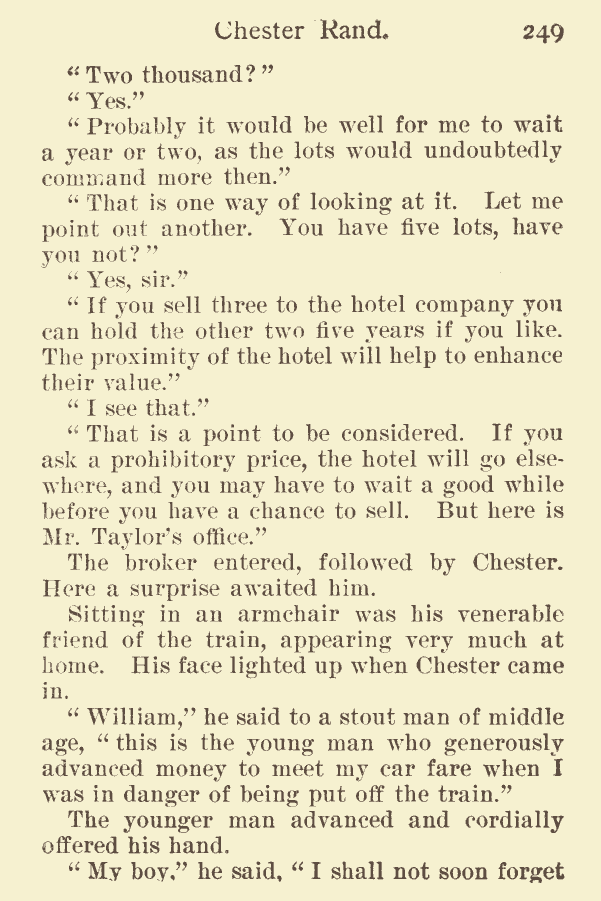 Chester Rand. 249
“Two thousand?”
“Yes.”
“Probably it would be well for me to wait
a year or two, as the lots would undoubtedly
command more then.”
“That is one way of looking at it. Let me
point out another. You have five lots, have
you not?”
“Yes, sir.”
“If you sell three to the hotel company you
can hold the other two five years if you like.
The proximity of the hotel will help to enhance
their value.”
“I see that.”
“That is a point to be considered. If you
ask a prohibitory price, the hotel will go else-
where, and you may have to wait a good while
before you have a chance to sell. But here is
Mr. Taylor’s office.”
The broker entered, followed by Chester.
Here a surprise awaited him.
Sitting in an armchair was his venerable
friend of the train, appearing very much at
home. His face lighted up when Chester came
in.
“William,” he said to a stout man of middle
age, “this is the young man who generously
advanced money to meet my car fare when I
was in danger of being put off the train.”
The younger man advanced and cordially
offered his hand.
“My boy,” he said, “I shall not soon forget